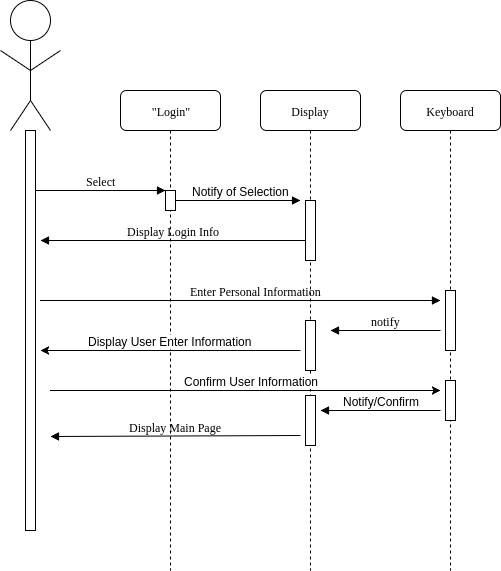 "Login"
Display
Keyboard
Select
Notify of Selection
Display Login Info
Enter Personal Information
notify
Display User Enter Information
Confirm User Information
Notify/Confirm
Display Main Page